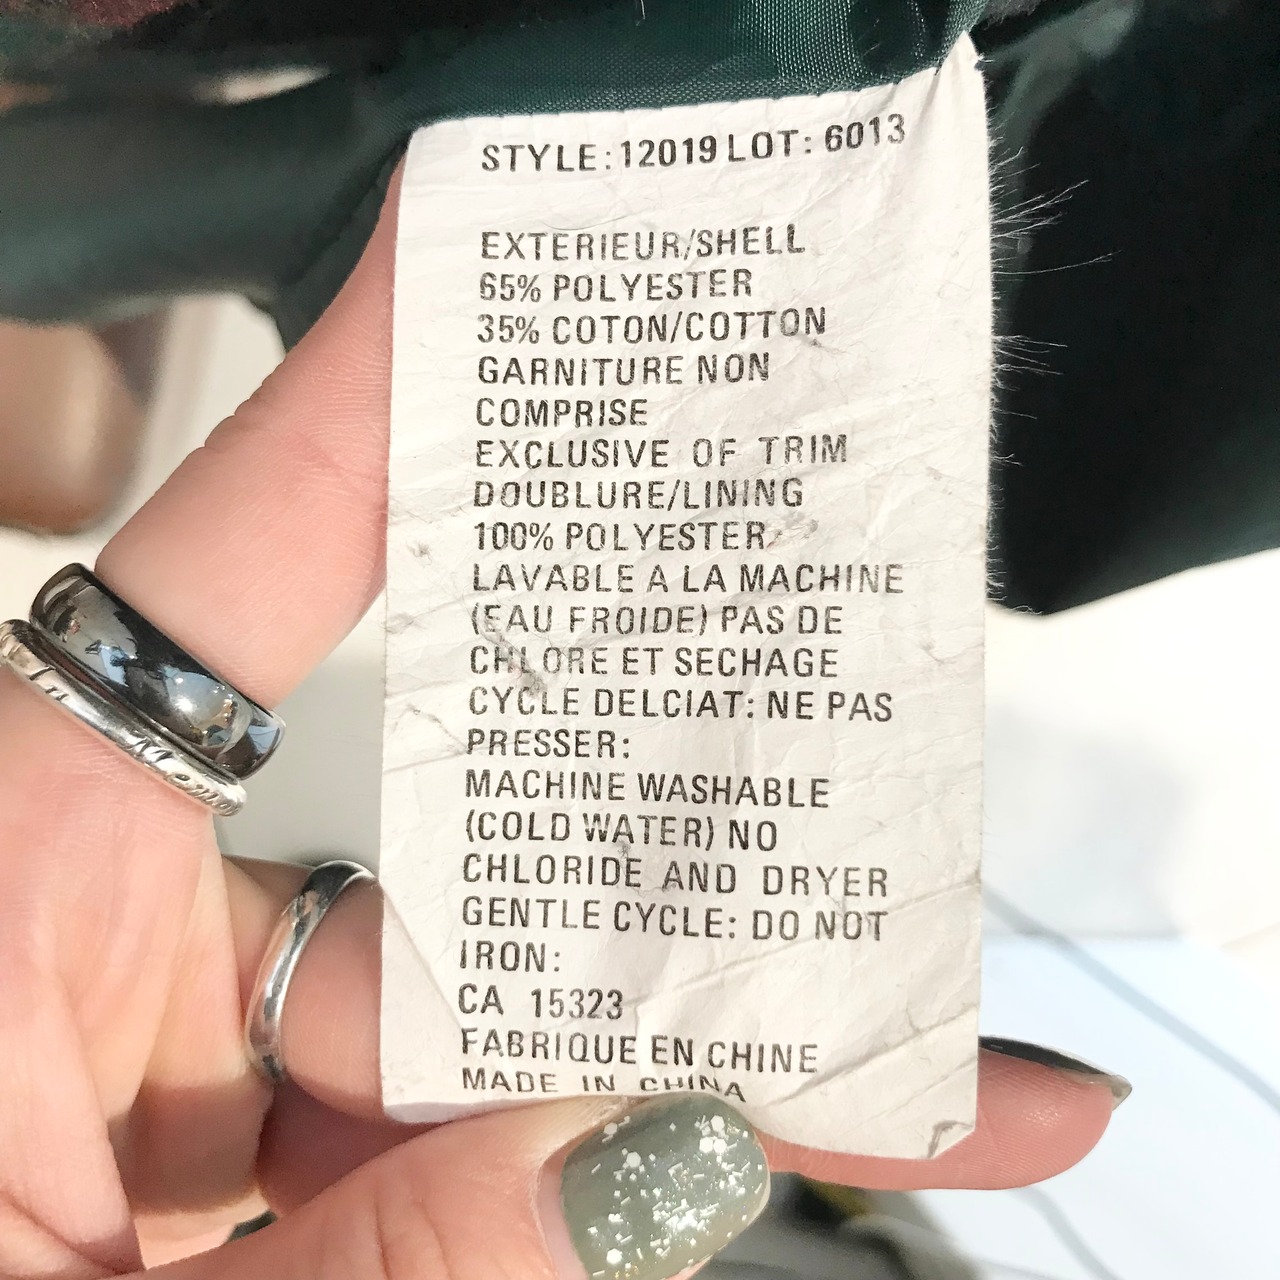 STYLE:12019 LOT: 6013
EXTERIEUR/SHELL
65% POLYESTER
35% COTON/COTTON
GARNITURE NON
COMPRISE
EXCLUSIVE OF TRIM
DOUBLURE/LINING
100% POLYESTER
LAVABLE A LA MACHINE
(EAU FROIDE) PAS DE
CHLORE ET SECHAGE
CYCLE DELCIAT: NE PAS
PRESSER:
MACHINE WASHABLE
(COLD WATER) NO
CHLORIDE AND DRYER
GENTLE CYCLE: DO NOT
IRON:
CA 15323
FABRIQUE EN CHINE
MADE IN CHINA